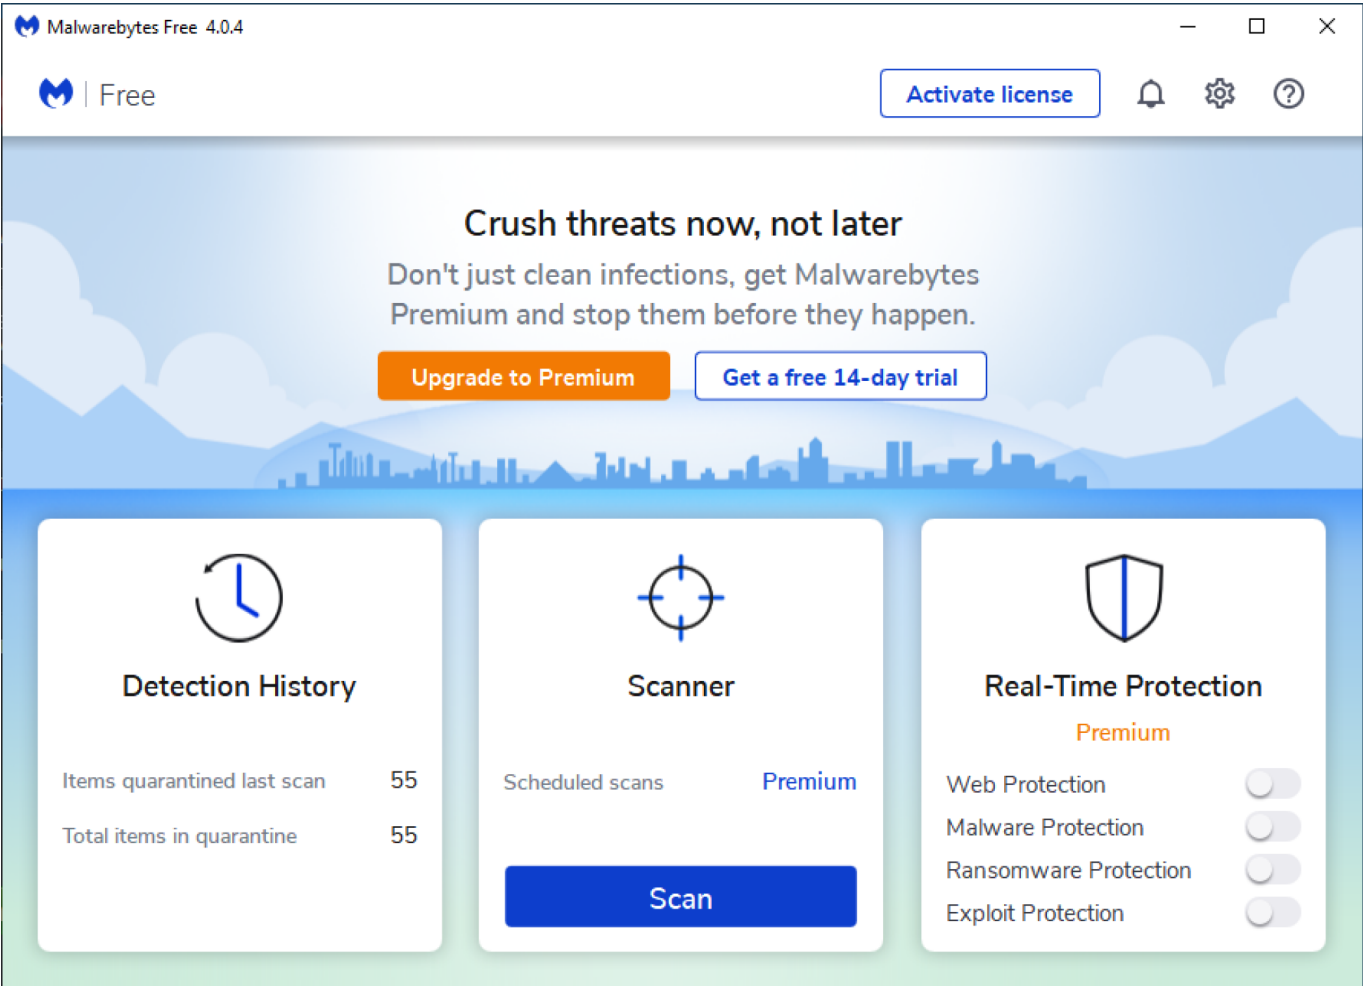 Malwarebytes Free 4.0.4
Free
Activate license
Crush threats now, not later
Don't just clean infections, get Malwarebytes
Premium and stop them before they happen.
Upgrade to Premium
Get a free 14-day trial
Detection History
Items quarantined last scan 55
Total items in quarantine 55
Scanner
Scheduled scans Premium
Scan
Real-Time Protection
Premium
Web Protection
Malware Protection
Ransomware Protection
Exploit Protection